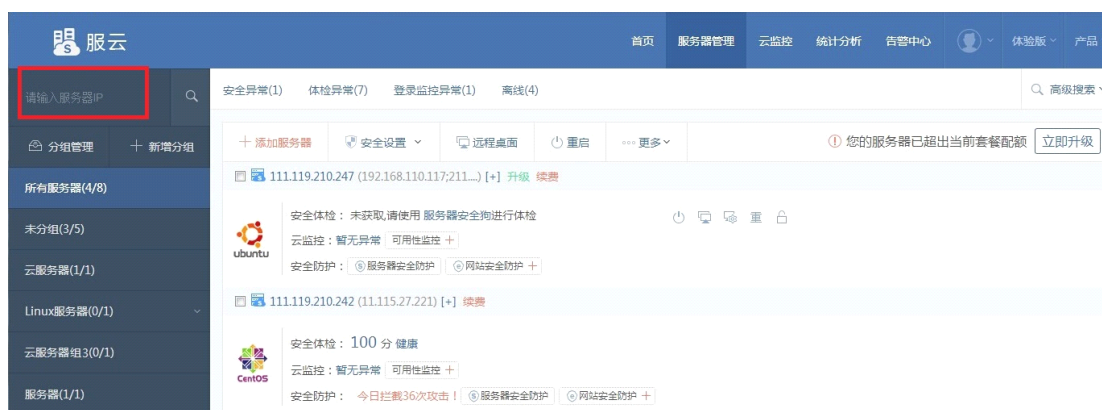 服云 首页 服务器管理 云监控 统计分析 告警中心 体验版 产品
请输入服务器IP 安全异常(1) 体检异常(7) 登录监控异常(1) 离线(4) 高级搜索
分组管理 + 新增分组 + 添加服务器 安全设置 远程桌面 重启 更多 您的服务器已超出当前套餐配额 立即升级
所有服务器(4/8)
未分组(3/5)
云服务器(1/1)
Linux服务器(0/1)
云服务器组3(0/1)
服务器(1/1)
111.119.210.247 (192.168.110.117;211....) [+] 升级 续费
ubuntu
安全体检： 未获取,请使用 服务器安全狗进行体检 重
云监控：暂无异常 可用性监控 +
安全防护： 服务器安全防护 网站安全防护 +
111.119.210.242 (11.115.27.221) [+] 续费
CentOS
安全体检： 100 分 健康
云监控：暂无异常 可用性监控 +
安全防护： 今日拦截36次攻击！ 服务器安全防护 网站安全防护 +